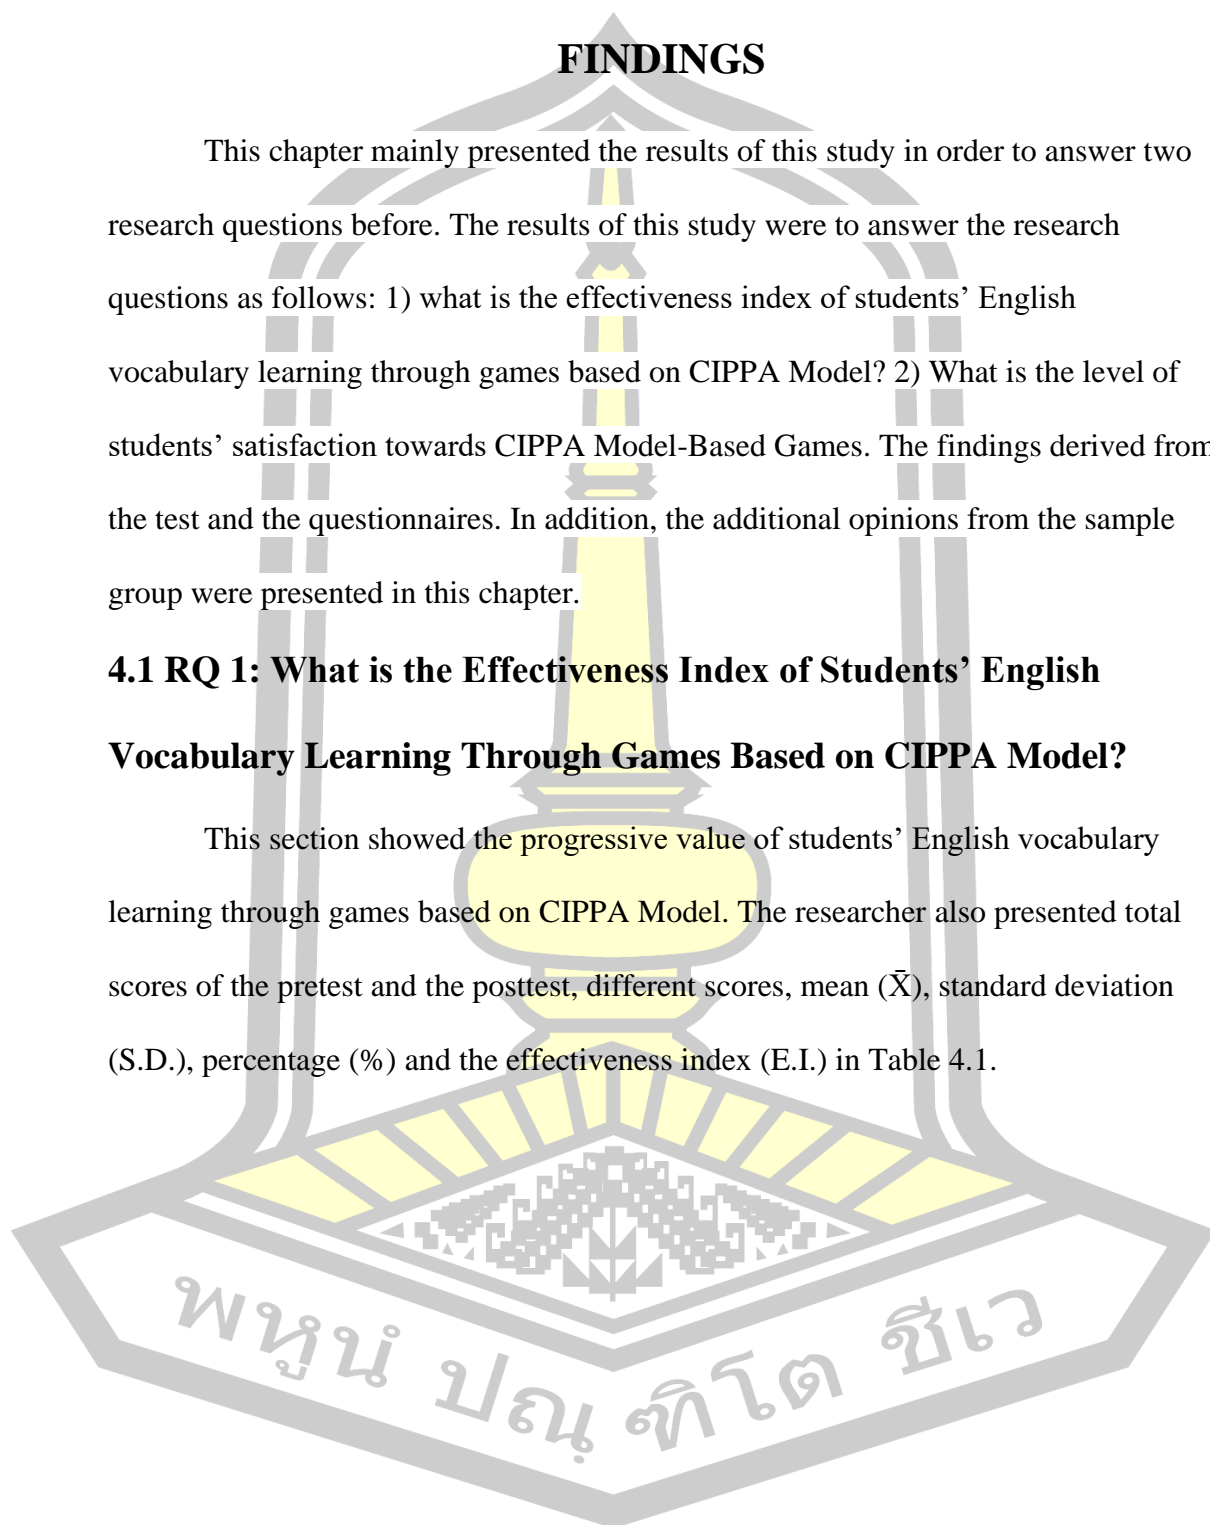 FINDINGS
This chapter mainly presented the results of this study in order to answer two
research questions before. The results of this study were to answer the research
questions as follows: 1) what is the effectiveness index of students’ English
vocabulary learning through games based on CIPPA Model? 2) What is the level of
students’ satisfaction towards CIPPA Model-Based Games. The findings derived from
the test and the questionnaires. In addition, the additional opinions from the sample
group were presented in this chapter.
4.1 RQ 1: What is the Effectiveness Index of Students’ English
Vocabulary Learning Through Games Based on CIPPA Model?
This section showed the progressive value of students’ English vocabulary
learning through games based on CIPPA Model. The researcher also presented total
scores of the pretest and the posttest, different scores, mean (X̄), standard deviation
(S.D.), percentage (%) and the effectiveness index (E.I.) in Table 4.1.
พหูนํ ปณฺฑิโต ชีเว